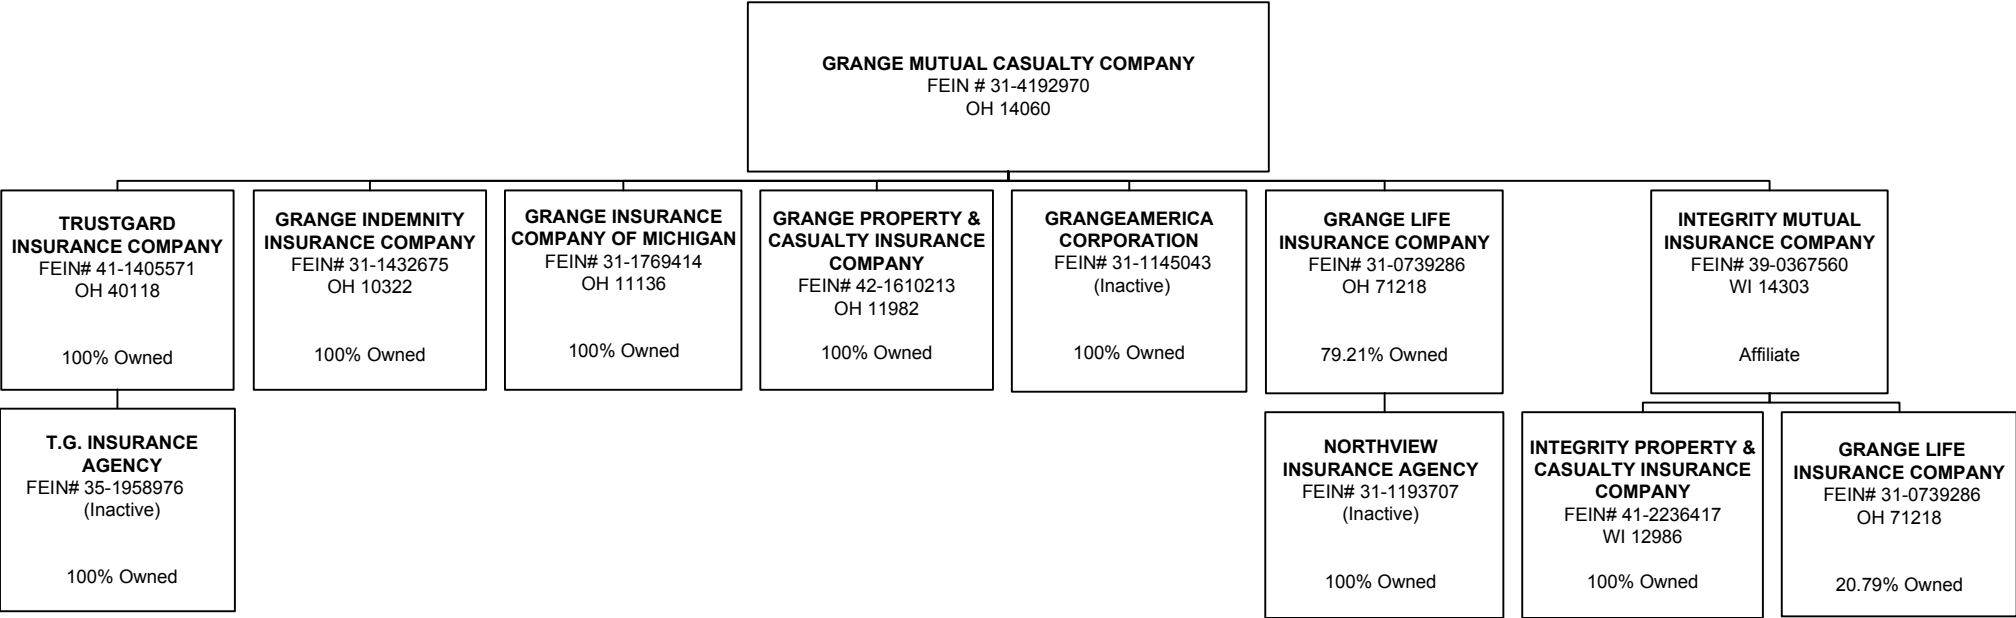 GRANGE MUTUAL CASUALTY COMPANY
FEIN # 31-4192970
OH 14060
TRUSTGARD
INSURANCE COMPANY
FEIN# 41-1405571
OH 40118
100% Owned
GRANGE INDEMNITY
INSURANCE COMPANY
FEIN# 31-1432675
OH 10322
100% Owned
GRANGE INSURANCE
COMPANY OF MICHIGAN
FEIN# 31-1769414
OH 11136
100% Owned
GRANGE PROPERTY &
CASUALTY INSURANCE
COMPANY
FEIN# 42-1610213
OH 11982
100% Owned
GRANGEAMERICA
CORPORATION
FEIN# 31-1145043
(Inactive)
100% Owned
GRANGE LIFE
INSURANCE COMPANY
FEIN# 31-0739286
OH 71218
79.21% Owned
INTEGRITY MUTUAL
INSURANCE COMPANY
FEIN# 39-0367560
WI 14303
Affiliate
T.G. INSURANCE
AGENCY
FEIN# 35-1958976
(Inactive)
100% Owned
NORTHVIEW
INSURANCE AGENCY
FEIN# 31-1193707
(Inactive)
100% Owned
INTEGRITY PROPERTY &
CASUALTY INSURANCE
COMPANY
FEIN# 41-2236417
WI 12986
100% Owned
GRANGE LIFE
INSURANCE COMPANY
FEIN# 31-0739286
OH 71218
20.79% Owned